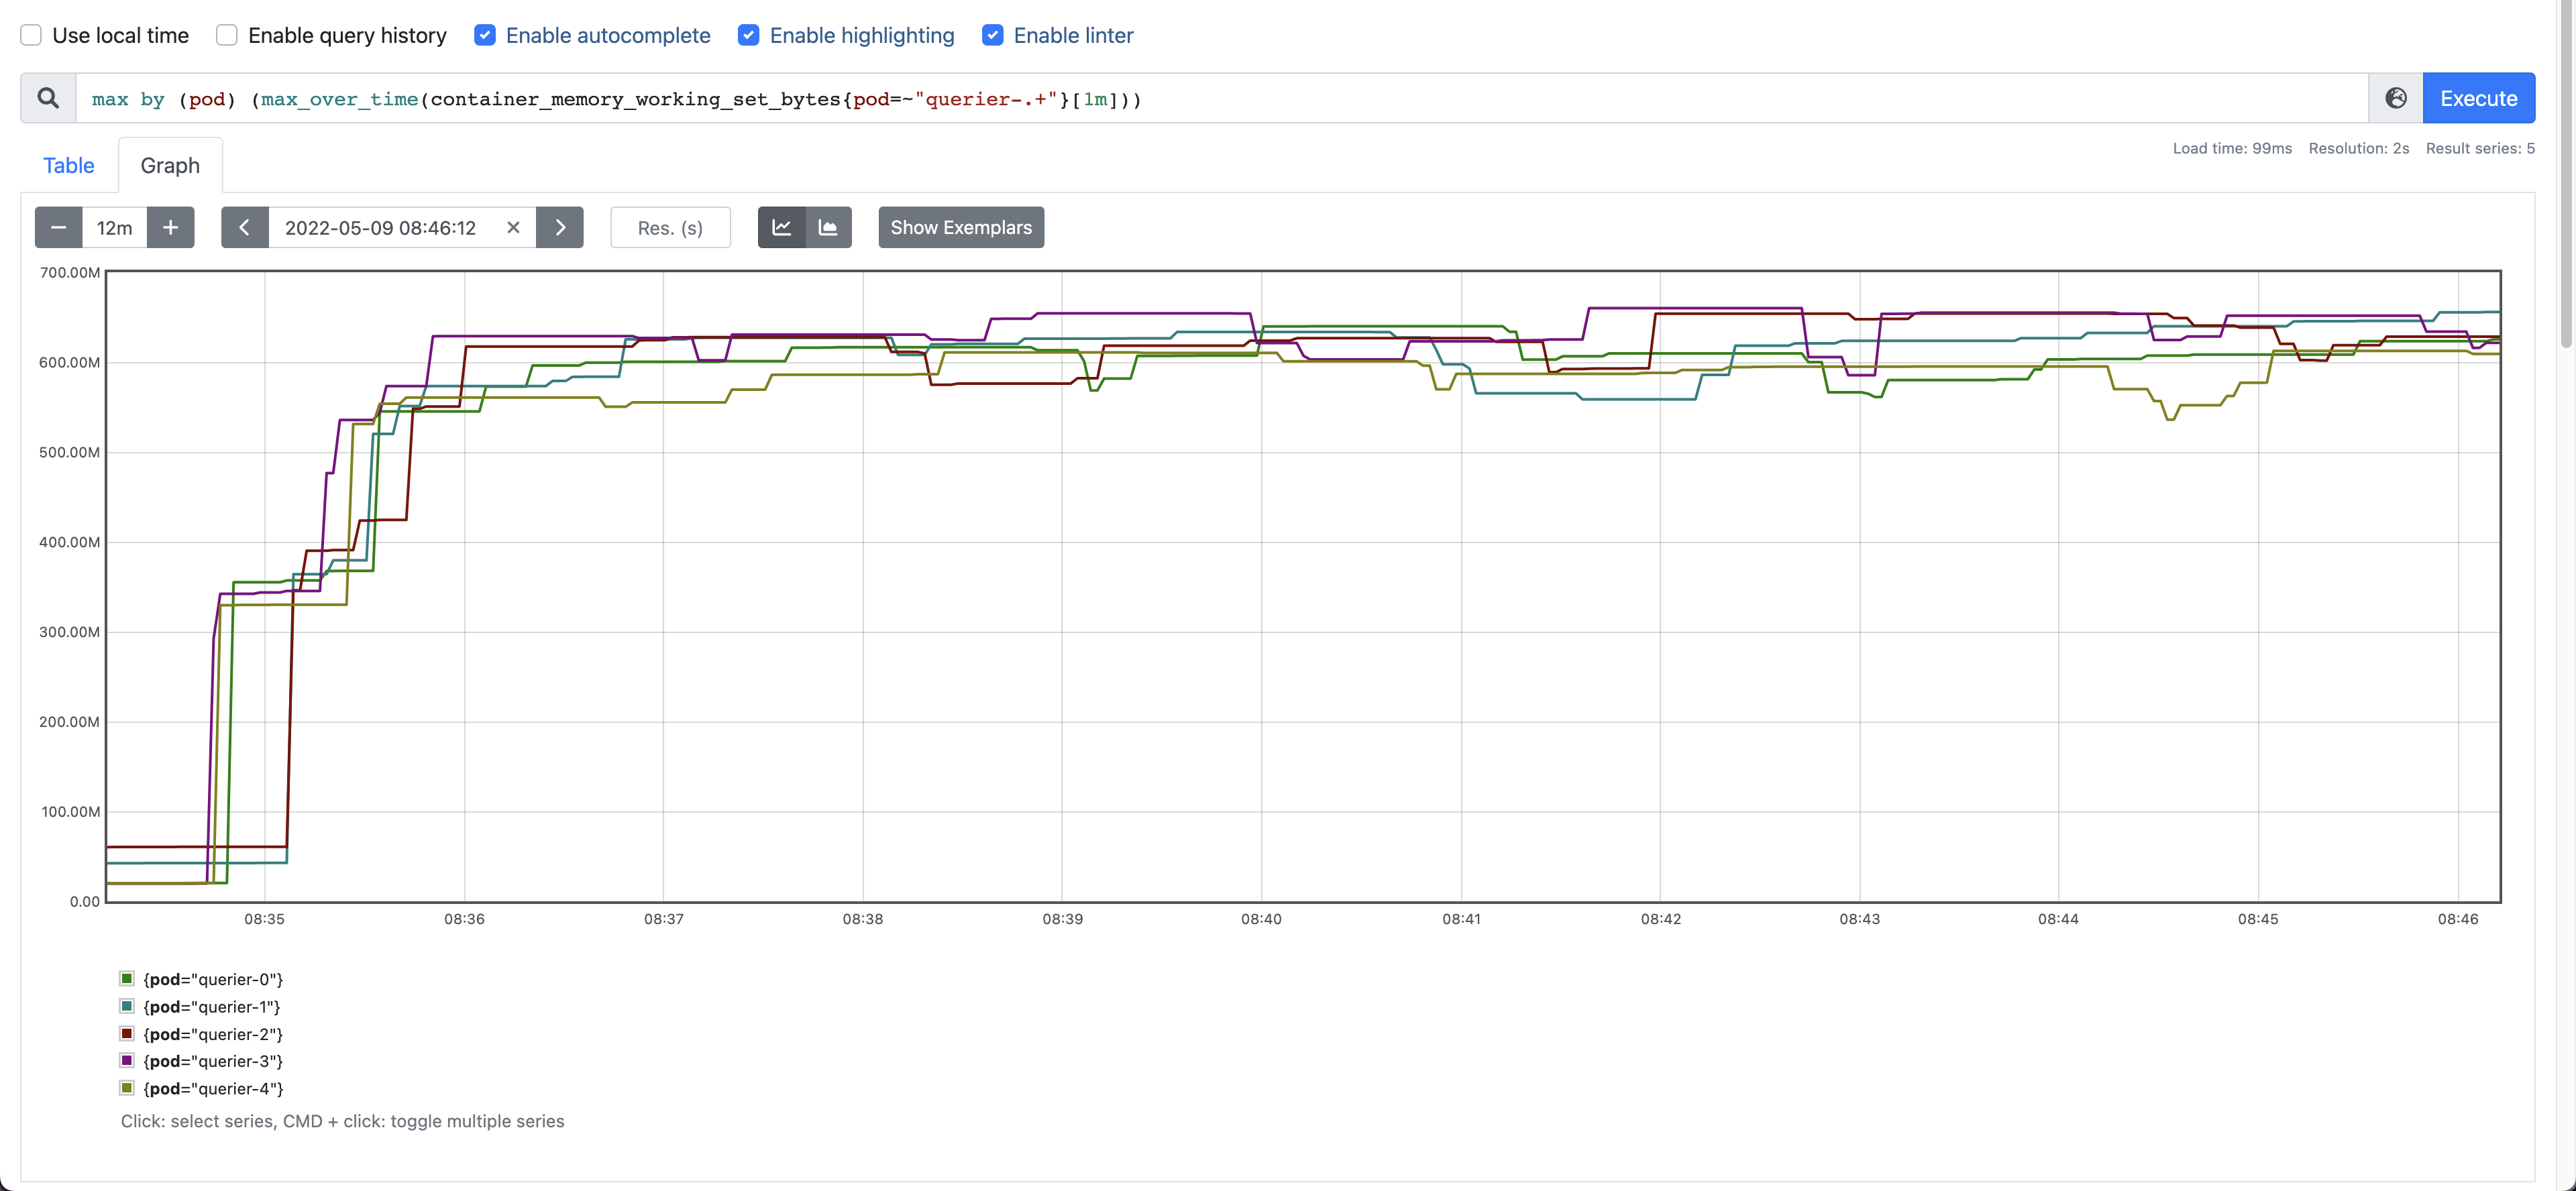 Use local time Enable query history Enable autocomplete Enable highlighting Enable linter
max by (pod) (max_over_time(container_memory_working_set_bytes{pod=~"querier-.+"}[1m])) Execute
Table Graph Load time: 99ms Resolution: 2s Result series: 5
12m 2022-05-09 08:46:12 Res. (s) Show Exemplars
700.00M
600.00M
500.00M
400.00M
300.00M
200.00M
100.00M
0.00
08:35 08:36 08:37 08:38 08:39 08:40 08:41 08:42 08:43 08:44 08:45 08:46
{pod="querier-0"}
{pod="querier-1"}
{pod="querier-2"}
{pod="querier-3"}
{pod="querier-4"}
Click: select series, CMD + click: toggle multiple series